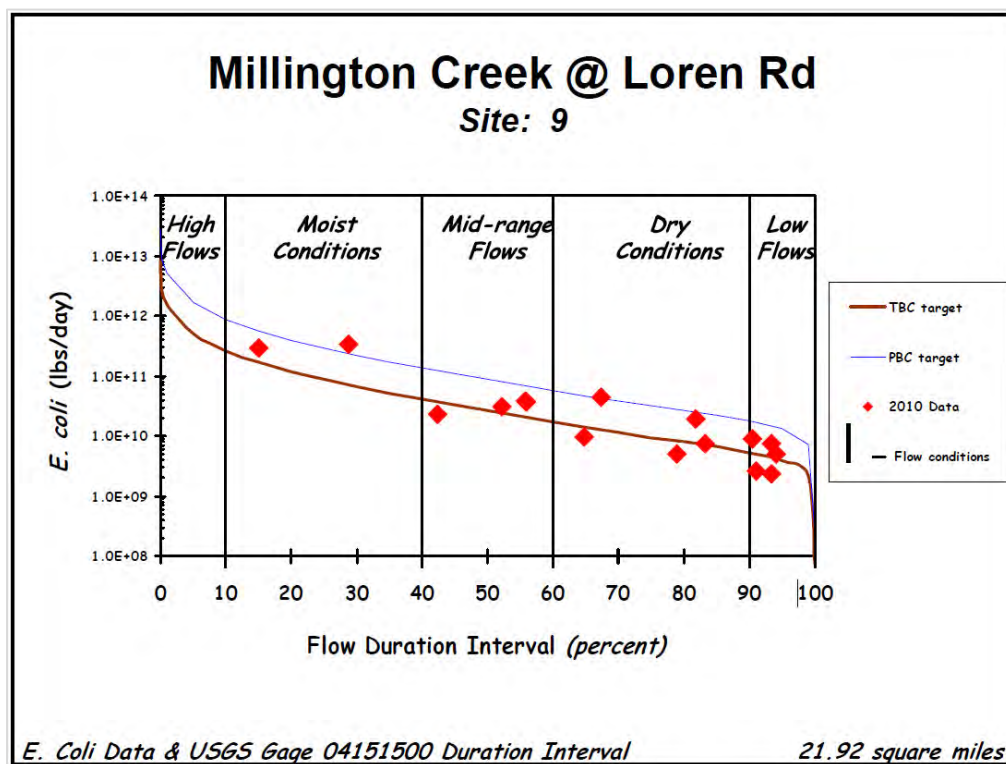 Millington Creek @ Loren Rd
Site: 9
1.0E+14
1.0E+13
1.0E+12
1.0E+11
1.0E+10
1.0E+09
1.0E+08
E. coli (lbs/day)
High
Flows
Moist
Conditions
Mid-range
Flows
Dry
Conditions
Low
Flows
TBC target
PBC target
2010 Data
Flow conditions
0 10 20 30 40 50 60 70 80 90 100
Flow Duration Interval (percent)
E. Coli Data & USGS Gage 04151500 Duration Interval 21.92 square miles